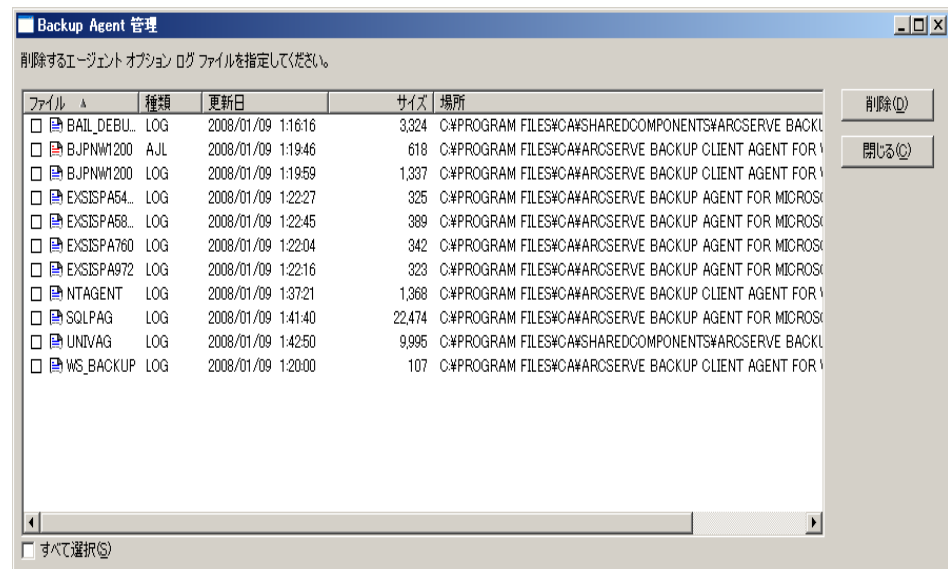 Backup Agent 管理
削除するエージェント オプション ログ ファイルを指定してください。
ファイル 種類 更新日 サイズ 場所
BAIL_DEBU... LOG 2008/01/09 1:16:16 3,324 C:¥PROGRAM FILES¥CA¥SHAREDCOMPONENTS¥ARCSERVE BACKU
BJPNW1200 AJL 2008/01/09 1:19:46 618 C:¥PROGRAM FILES¥CA¥ARCSERVE BACKUP CLIENT AGENT FOR W
BJPNW1200 LOG 2008/01/09 1:19:59 1,337 C:¥PROGRAM FILES¥CA¥ARCSERVE BACKUP CLIENT AGENT FOR W
EXSISPA54... LOG 2008/01/09 1:22:27 325 C:¥PROGRAM FILES¥CA¥ARCSERVE BACKUP AGENT FOR MICROSO
EXSISPA58... LOG 2008/01/09 1:22:45 389 C:¥PROGRAM FILES¥CA¥ARCSERVE BACKUP AGENT FOR MICROSO
EXSISPA760 LOG 2008/01/09 1:22:04 342 C:¥PROGRAM FILES¥CA¥ARCSERVE BACKUP AGENT FOR MICROSO
EXSISPA972 LOG 2008/01/09 1:22:16 323 C:¥PROGRAM FILES¥CA¥ARCSERVE BACKUP AGENT FOR MICROSO
NTAGENT LOG 2008/01/09 1:37:21 1,368 C:¥PROGRAM FILES¥CA¥ARCSERVE BACKUP CLIENT AGENT FOR W
SQLPAG LOG 2008/01/09 1:41:40 22,474 C:¥PROGRAM FILES¥CA¥ARCSERVE BACKUP AGENT FOR MICROSO
UNIVAG LOG 2008/01/09 1:42:50 9,995 C:¥PROGRAM FILES¥CA¥SHAREDCOMPONENTS¥ARCSERVE BACKU
WS_BACKUP LOG 2008/01/09 1:20:00 107 C:¥PROGRAM FILES¥CA¥ARCSERVE BACKUP CLIENT AGENT FOR W
削除(D)
閉じる(C)
すべて選択(S)